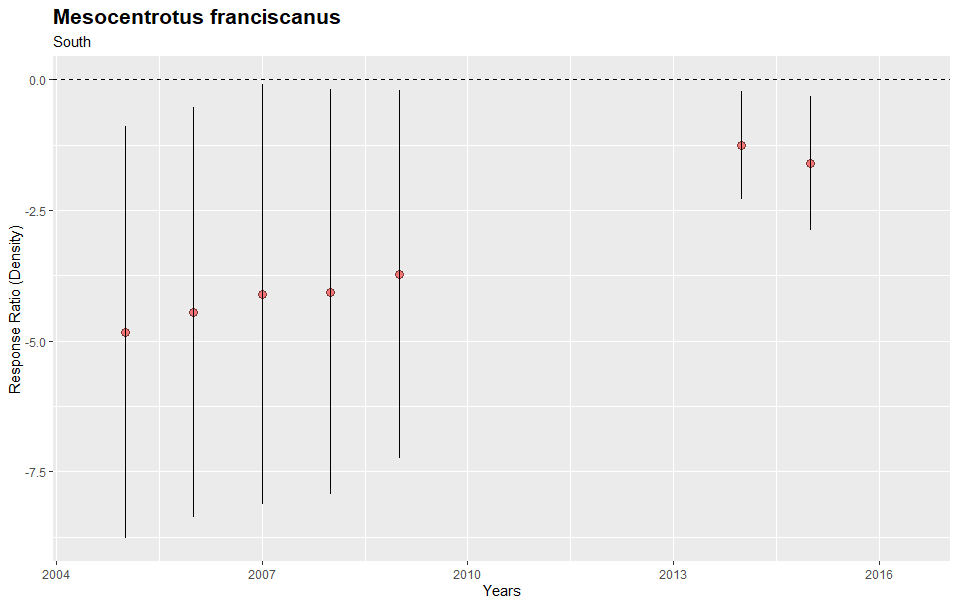 Mesocentrotus franciscanus
South
Response Ratio (Density)
0.0
-2.5
-5.0
-7.5
2004 2007 2010 2013 2016
Years